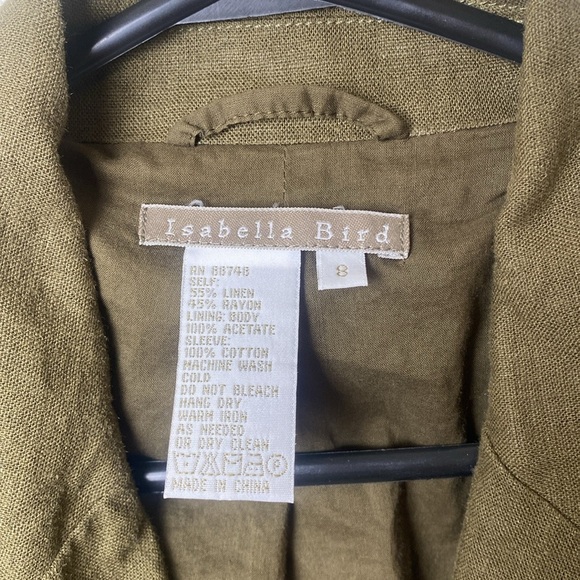 Isabella Bird
8
RN 88748
SELF:
55% LINEN
45% RAYON
LINING: BODY
100% ACETATE
SLEEVE:
100% COTTON
MACHINE WASH
COLD
DO NOT BLEACH
HANG DRY
WARM IRON
AS NEEDED
OR DRY CLEAN
MADE IN CHINA